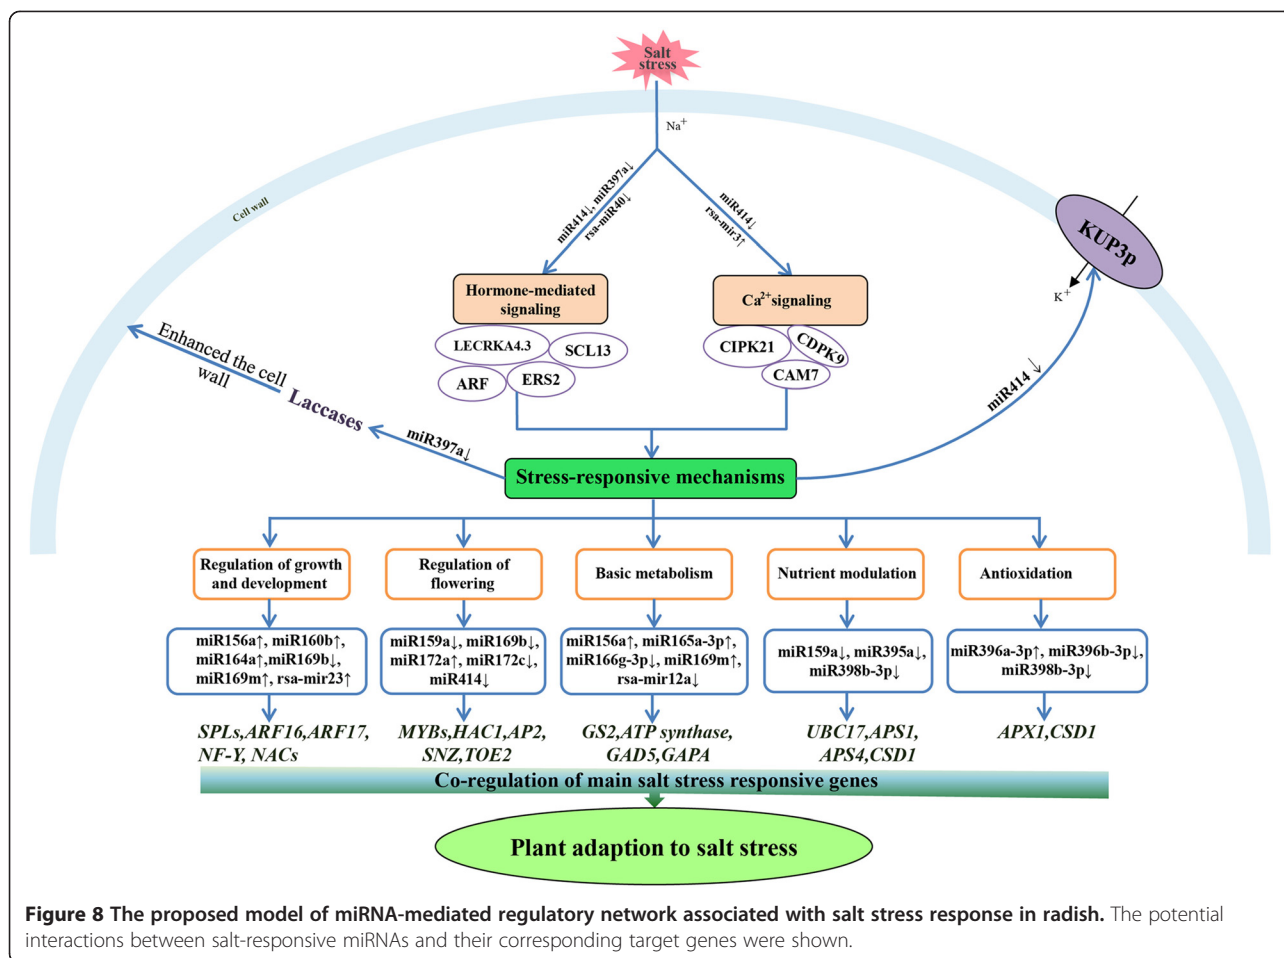 Salt
stress
Na+
Cell wall
miR414↓, miR397a↓
rsa-miR40↓
miR414↓
rsa-mir3↑
KUP3p
K+
Hormone-mediated
signaling
Ca2+signaling
LECRKA4.3
SCL13
ARF
ERS2
CIPK21
CDPK9
CAM7
Enhanced the cell
wall
Laccases
miR397a↓
miR414↓
Stress-responsive mechanisms
Regulation of growth
and development
Regulation of
flowering
Basic metabolism
Nutrient modulation
Antioxidation
miR156a↑, miR160b↑,
miR164a↑,miR169b↓,
miR169m↑, rsa-mir23↑
miR159a↓, miR169b↓,
miR172a↑, miR172c↓,
miR414↓
miR156a↑, miR165a-3p↑,
miR166g-3p↓, miR169m↑,
rsa-mir12a↓
miR159a↓, miR395a↓,
miR398b-3p↓
miR396a-3p↑, miR396b-3p↓,
miR398b-3p↓
SPLs,ARF16,ARF17,
NF-Y, NACs
MYBs,HAC1,AP2,
SNZ,TOE2
GS2,ATP synthase,
GAD5,GAPA
UBC17,APS1,
APS4,CSD1
APX1,CSD1
Co-regulation of main salt stress responsive genes
Plant adaption to salt stress
Figure 8 The proposed model of miRNA-mediated regulatory network associated with salt stress response in radish. The potential
interactions between salt-responsive miRNAs and their corresponding target genes were shown.